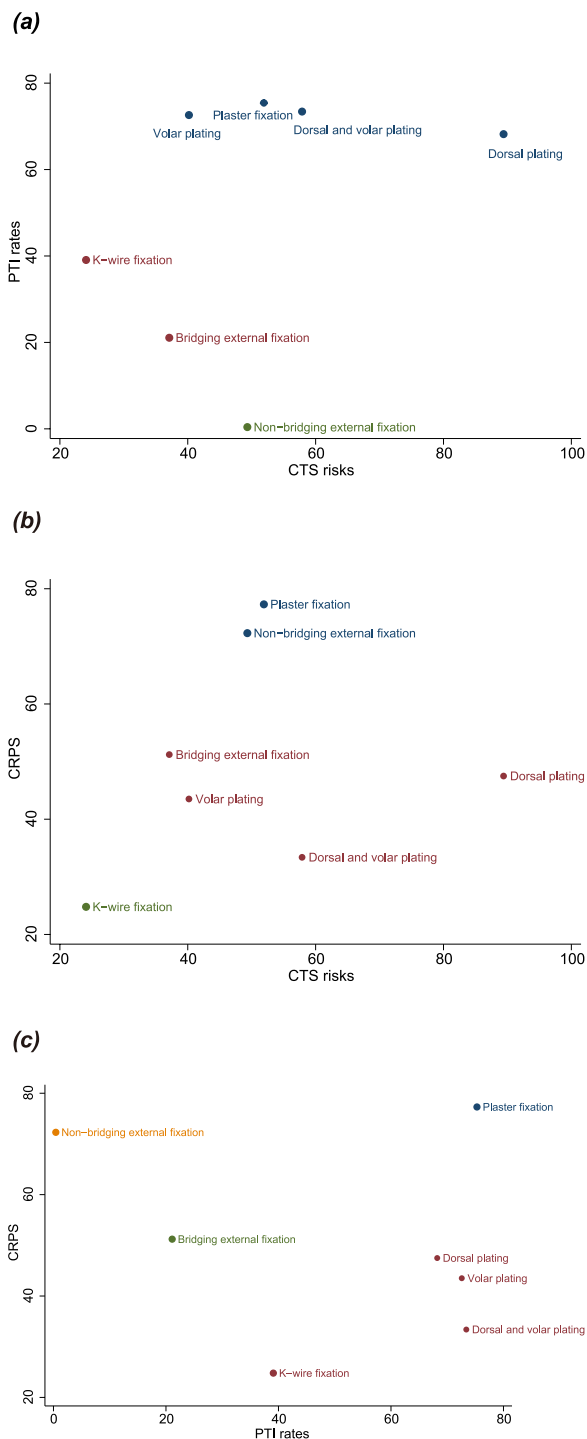 (a)
80
60
40
20
0
PTI rates
Plaster fixation
Volar plating
Dorsal and volar plating
Dorsal plating
K-wire fixation
Bridging external fixation
Non-bridging external fixation
20 40 60 80 100
CTS risks
(b)
80
60
40
20
CRPS
Plaster fixation
Non-bridging external fixation
Bridging external fixation
Dorsal plating
Volar plating
Dorsal and volar plating
K-wire fixation
20 40 60 80 100
CTS risks
(c)
80
60
40
20
CRPS
Plaster fixation
Non-bridging external fixation
Bridging external fixation
Dorsal plating
Volar plating
Dorsal and volar plating
K-wire fixation
0 20 40 60 80
PTI rates